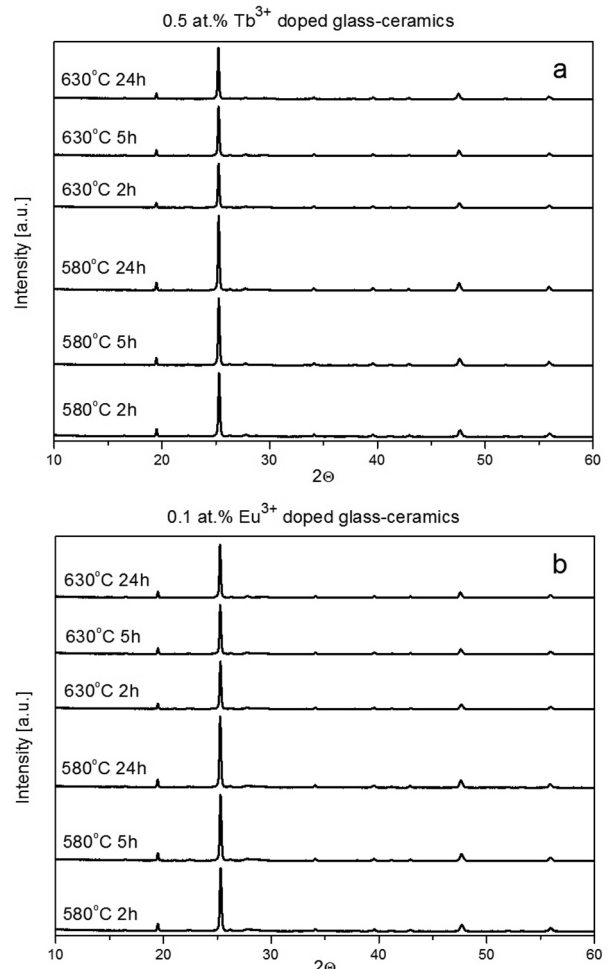 0.5 at.% Tb3+ doped glass-ceramics
a
630°C 24h
630°C 5h
630°C 2h
580°C 24h
580°C 5h
580°C 2h
Intensity [a.u.]
10 20 30 40 50 60
2Θ
0.1 at.% Eu3+ doped glass-ceramics
b
630°C 24h
630°C 5h
630°C 2h
580°C 24h
580°C 5h
580°C 2h
Intensity [a.u.]
10 20 30 40 50 60
2Θ